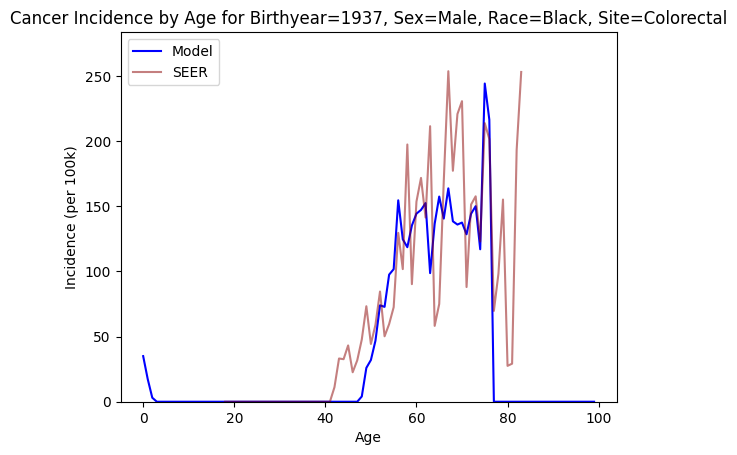 Cancer Incidence by Age for Birthyear=1937, Sex=Male, Race=Black, Site=Colorectal
Model
SEER
Incidence (per 100k)
250
200
150
100
50
0
0 20 40 60 80 100
Age